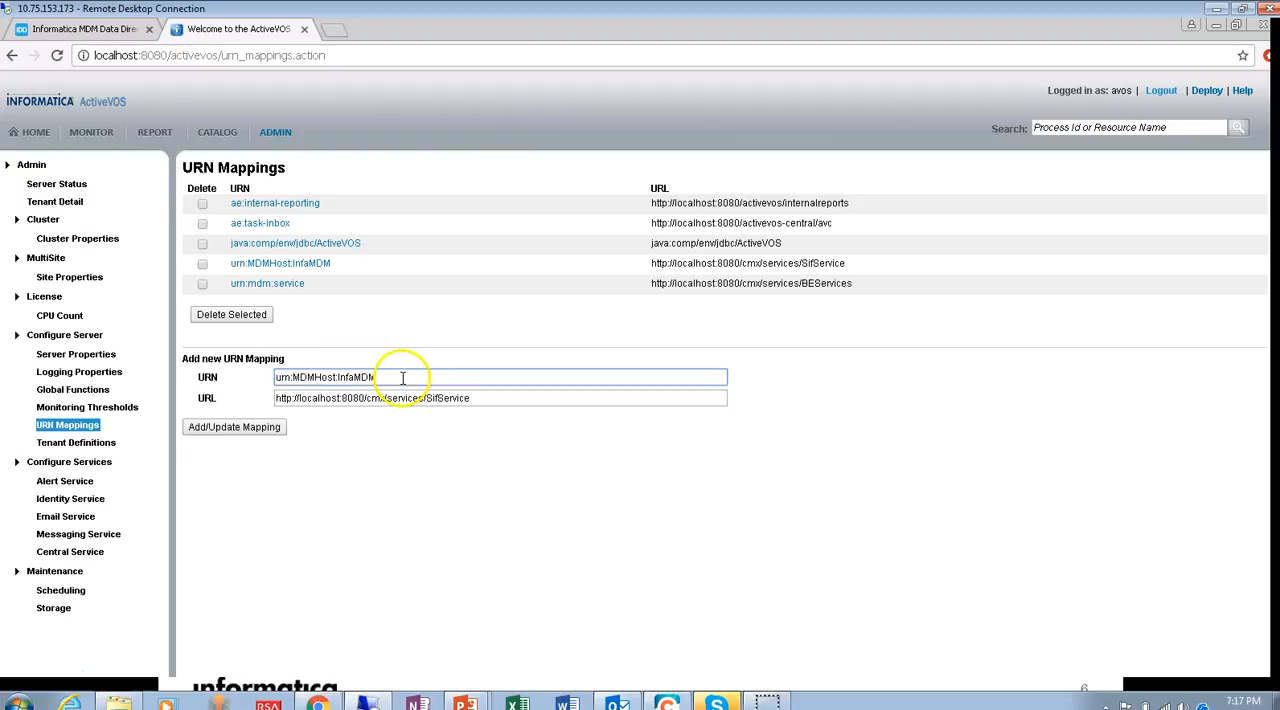 10.75.153.173 - Remote Desktop Connection
Informatica MDM Data Dire
Welcome to the ActiveVOS
localhost:8080/activevos/urn_mappings.action
INFORMATICA ActiveVOS
Logged in as: avos | Logout | Deploy | Help
HOME MONITOR REPORT CATALOG ADMIN
Search: Process Id or Resource Name
Admin
Server Status
Tenant Detail
Cluster
Cluster Properties
MultiSite
Site Properties
License
CPU Count
Configure Server
Server Properties
Logging Properties
Global Functions
Monitoring Thresholds
URN Mappings
Tenant Definitions
Configure Services
Alert Service
Identity Service
Email Service
Messaging Service
Central Service
Maintenance
Scheduling
Storage
URN Mappings
Delete URN URL
ae:internal-reporting http://localhost:8080/activevos/internalreports
ae:task-inbox http://localhost:8080/activevos-central/avc
java:comp/env/jdbc/ActiveVOS java:comp/env/jdbc/ActiveVOS
urn:MDMHost:InfaMDM http://localhost:8080/cmx/services/SifService
urn:mdm:service http://localhost:8080/cmx/services/BEServices
Delete Selected
Add new URN Mapping
URN urn:MDMHost:InfaMDM
URL http://localhost:8080/cmx/services/SifService
Add/Update Mapping
informatica
6
RSA
7:17 PM